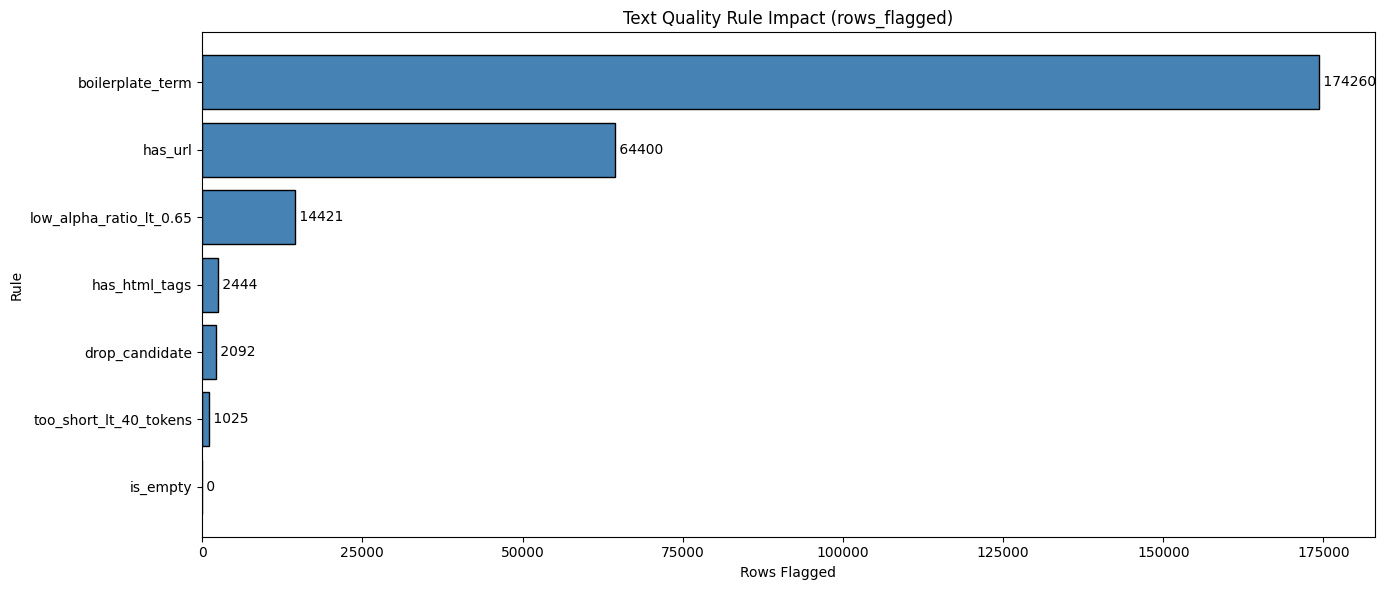 Text Quality Rule Impact (rows_flagged)
boilerplate_term 174260
has_url 64400
low_alpha_ratio_lt_0.65 14421
has_html_tags 2444
drop_candidate 2092
too_short_lt_40_tokens 1025
is_empty 0
Rule
0 25000 50000 75000 100000 125000 150000 175000
Rows Flagged